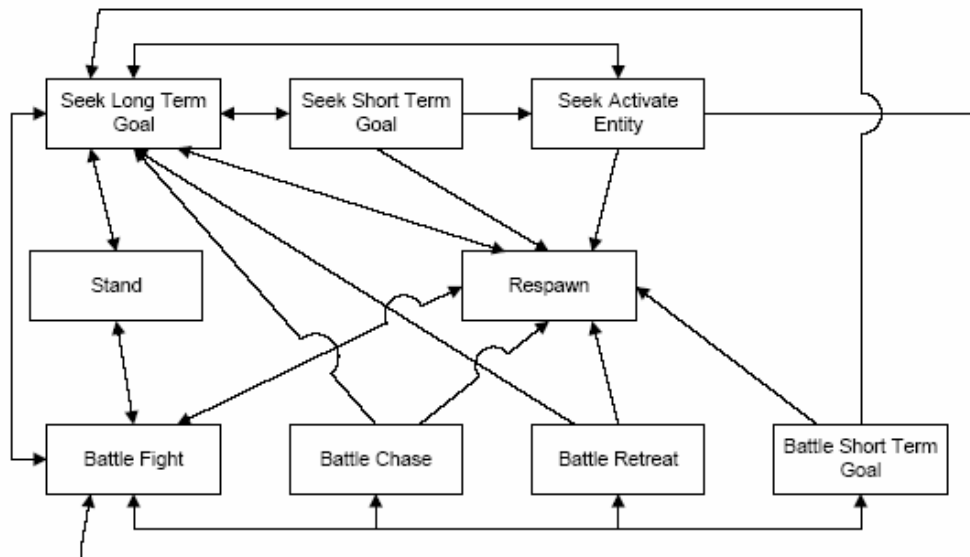 Seek Long Term
Goal
Seek Short Term
Goal
Seek Activate
Entity
Stand
Respawn
Battle Fight
Battle Chase
Battle Retreat
Battle Short Term
Goal